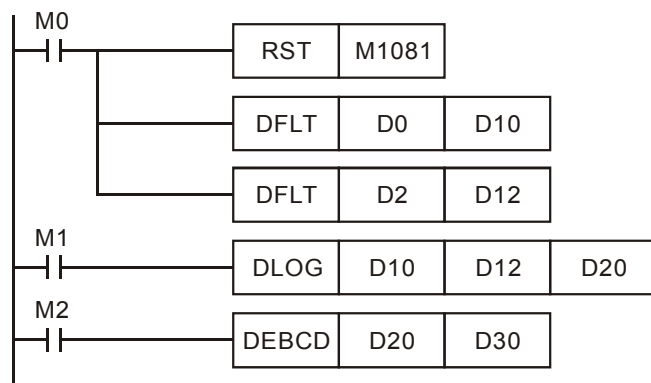 M0
RST M1081
DFLT D0 D10
DFLT D2 D12
M1
DLOG D10 D12 D20
M2
DEBCD D20 D30